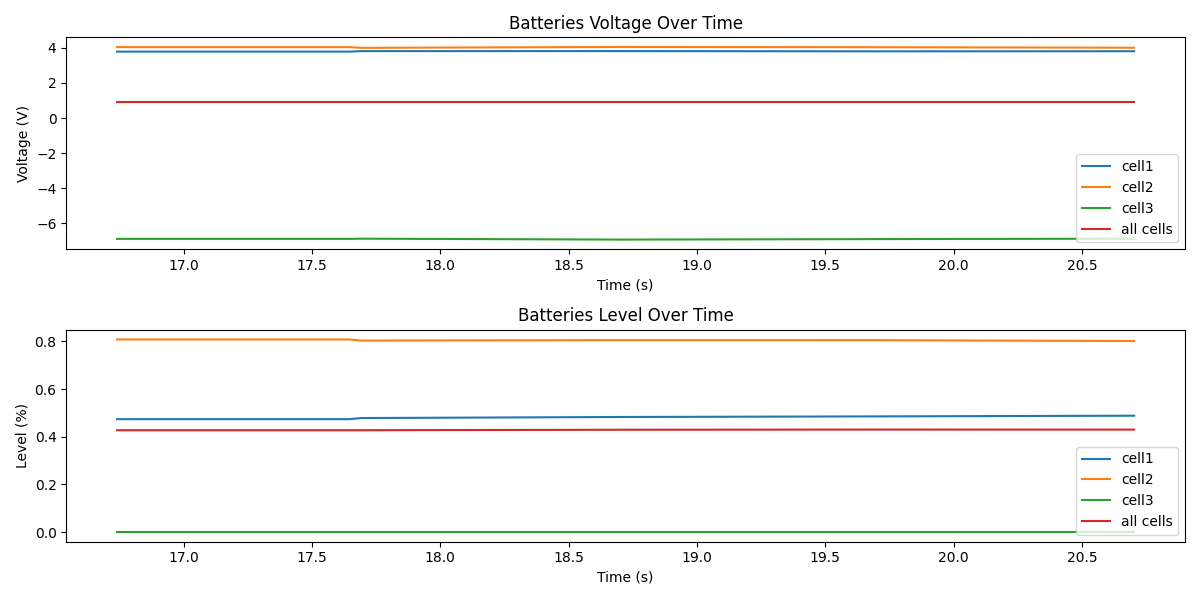 Batteries Voltage Over Time
Voltage (V)
4
2
0
−2
−4
−6
cell1
cell2
cell3
all cells
17.0 17.5 18.0 18.5 19.0 19.5 20.0 20.5
Time (s)
Batteries Level Over Time
Level (%)
0.8
0.6
0.4
0.2
0.0
cell1
cell2
cell3
all cells
17.0 17.5 18.0 18.5 19.0 19.5 20.0 20.5
Time (s)